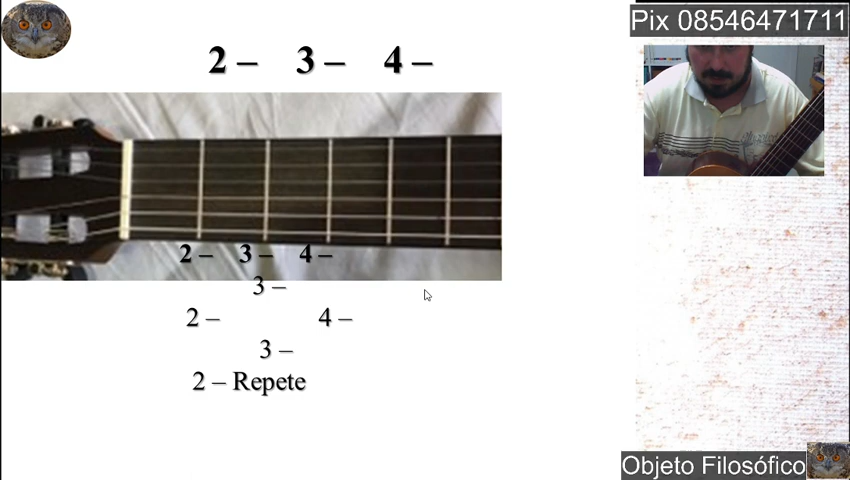 Pix 08546471711
2 – 3 – 4 –
2 – 3 – 4 –
3 –
2 – 4 –
3 –
2 – Repete
Objeto Filosófico